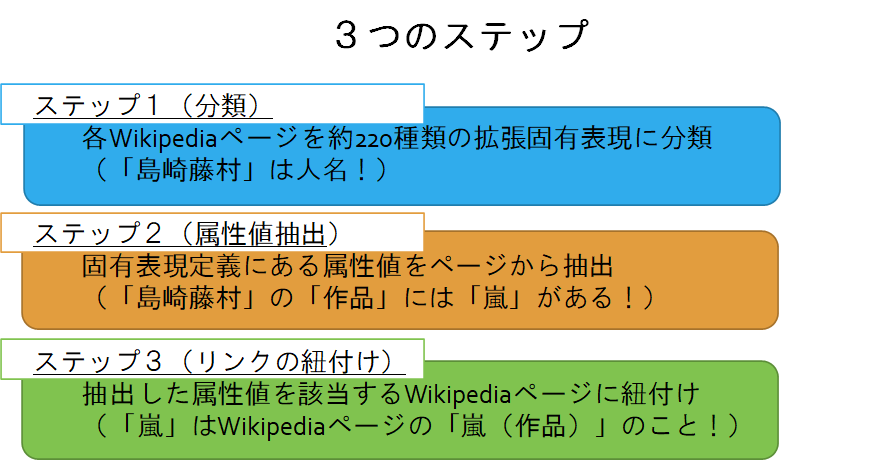 ３つのステップ
ステップ１（分類）
各Wikipediaページを約220種類の拡張固有表現に分類
（「島崎藤村」は人名！）
ステップ２（属性値抽出）
固有表現定義にある属性値をページから抽出
（「島崎藤村」の「作品」には「嵐」がある！）
ステップ３（リンクの紐付け）
抽出した属性値を該当するWikipediaページに紐付け
（「嵐」はWikipediaページの「嵐（作品）」のこと！）